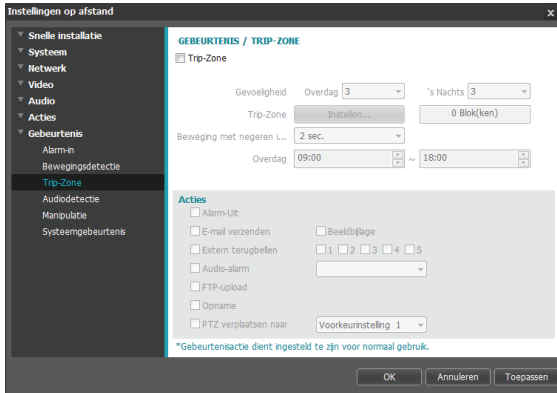 Instellingen op afstand
x
Snelle installatie
Systeem
Netwerk
Video
Audio
Acties
Gebeurtenis
Alarm-in
Bewegingsdetectie
Trip-Zone
Audiodetectie
Manipulatie
Systeemgebeurtenis
GEBEURTENIS / TRIP-ZONE
Trip-Zone
Gevoeligheid Overdag 3 's Nachts 3
Trip-Zone Instellen... 0 Blok(ken)
Beweging met negeren i... 2 sec.
Overdag 09:00 ~ 18:00
Acties
Alarm-Uit
E-mail verzenden Beeldbijlage
Extern terugbellen 1 2 3 4 5
Audio-alarm
FTP-upload
Opname
PTZ verplaatsen naar Voorkeurinstelling 1
*Gebeurtenisactie dient ingesteld te zijn voor normaal gebruik.
OK Annuleren Toepassen